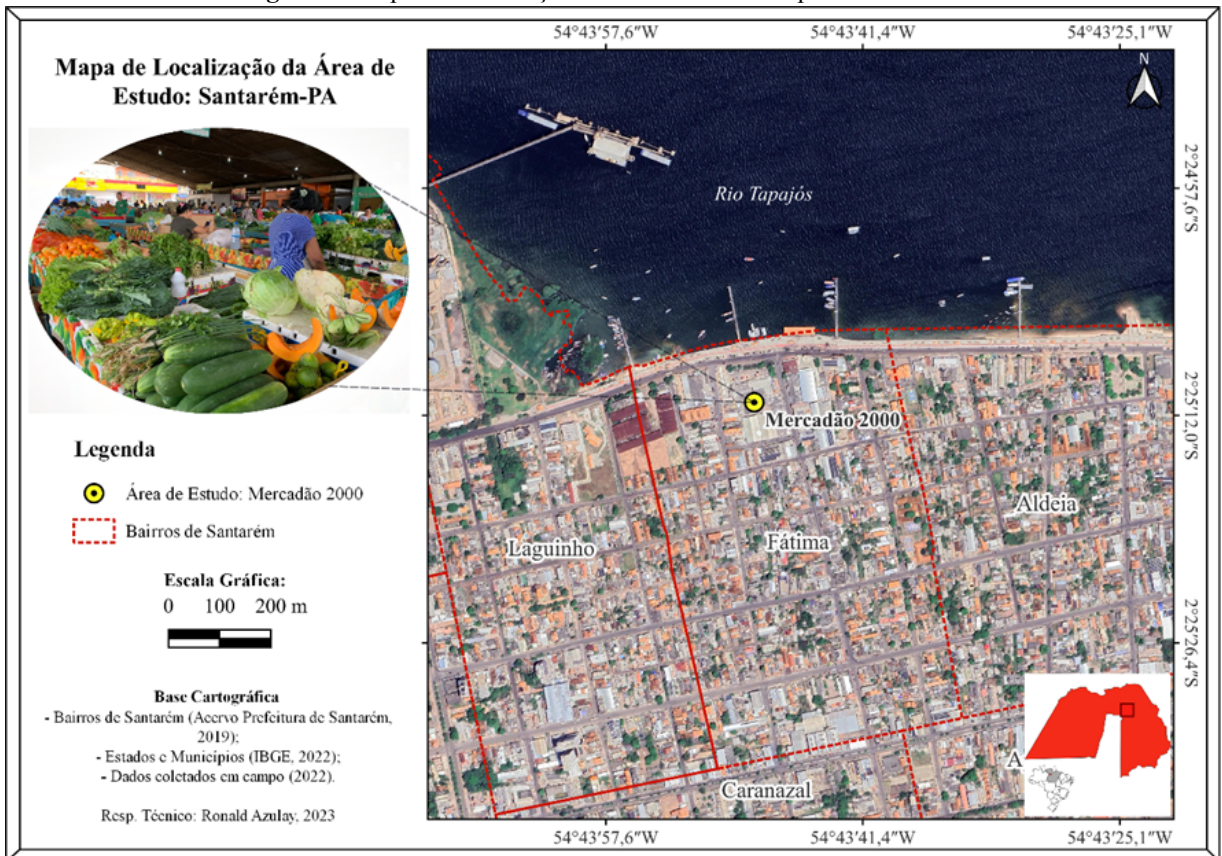 54°43′57,6″W
54°43′41,4″W
54°43′25,1″W
Mapa de Localização da Área de
Estudo: Santarém-PA
N
Rio Tapajós
2°24′57,6″S
2°25′12,0″S
2°25′26,4″S
Mercadão 2000
Laguinho
Fátima
Aldeia
Caranazal
A
Legenda
Área de Estudo: Mercadão 2000
Bairros de Santarém
Escala Gráfica:
0 100 200 m
Base Cartográfica
- Bairros de Santarém (Acervo Prefeitura de Santarém,
2019);
- Estados e Municípios (IBGE, 2022);
- Dados coletados em campo (2022).
Resp. Técnico: Ronald Azulay, 2023
54°43′57,6″W
54°43′41,4″W
54°43′25,1″W